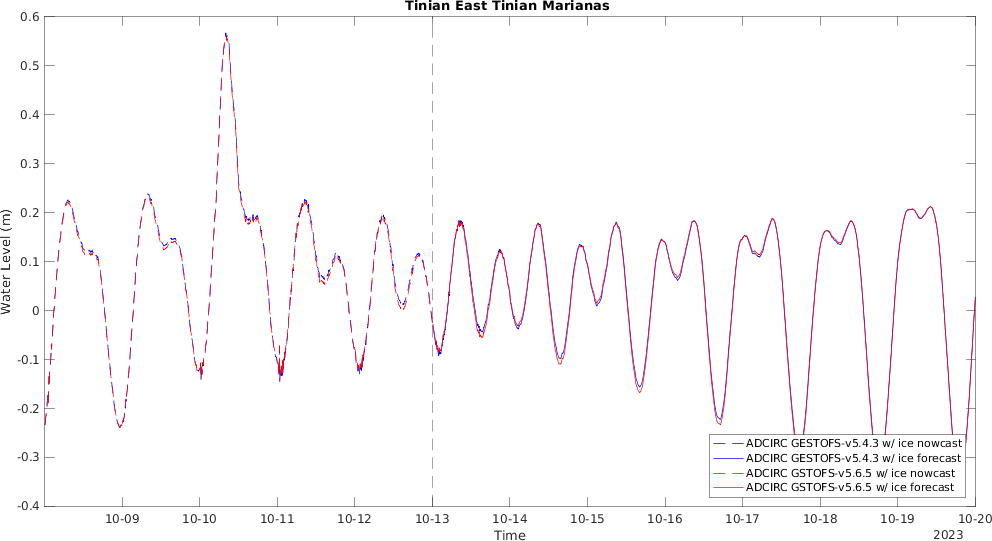 Tinian East Tinian Marianas
0.6
0.5
0.4
0.3
0.2
0.1
0
-0.1
-0.2
-0.3
-0.4
Water Level (m)
ADCIRC GESTOFS-v5.4.3 w/ ice nowcast
ADCIRC GESTOFS-v5.4.3 w/ ice forecast
ADCIRC GSTOFS-v5.6.5 w/ ice nowcast
ADCIRC GSTOFS-v5.6.5 w/ ice forecast
10-09 10-10 10-11 10-12 10-13 10-14 10-15 10-16 10-17 10-18 10-19 10-20
Time
2023